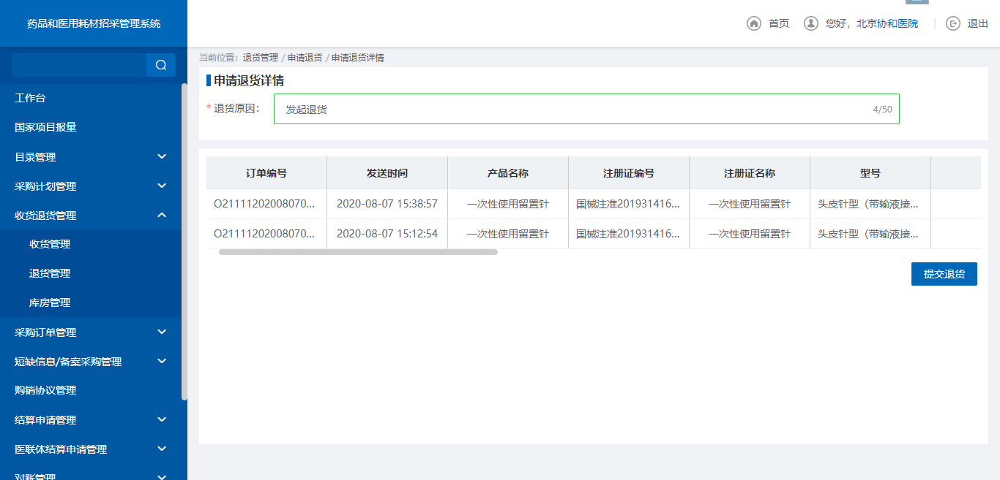 药品和医用耗材招采管理系统
首页
您好，北京协和医院
退出
工作台
国家项目报量
目录管理
采购计划管理
收货退货管理
收货管理
退货管理
库房管理
采购订单管理
短缺信息/备案采购管理
购销协议管理
结算申请管理
医联体结算申请管理
对账管理
当前位置： 退货管理 / 申请退货 / 申请退货详情
申请退货详情
* 退货原因： 发起退货 4/50
订单编号 发送时间 产品名称 注册证编号 注册证名称 型号
O21111202008070... 2020-08-07 15:38:57 一次性使用留置针 国械注准201931416... 一次性使用留置针 头皮针型（带输液接...
O21111202008070... 2020-08-07 15:12:54 一次性使用留置针 国械注准201931416... 一次性使用留置针 头皮针型（带输液接...
提交退货